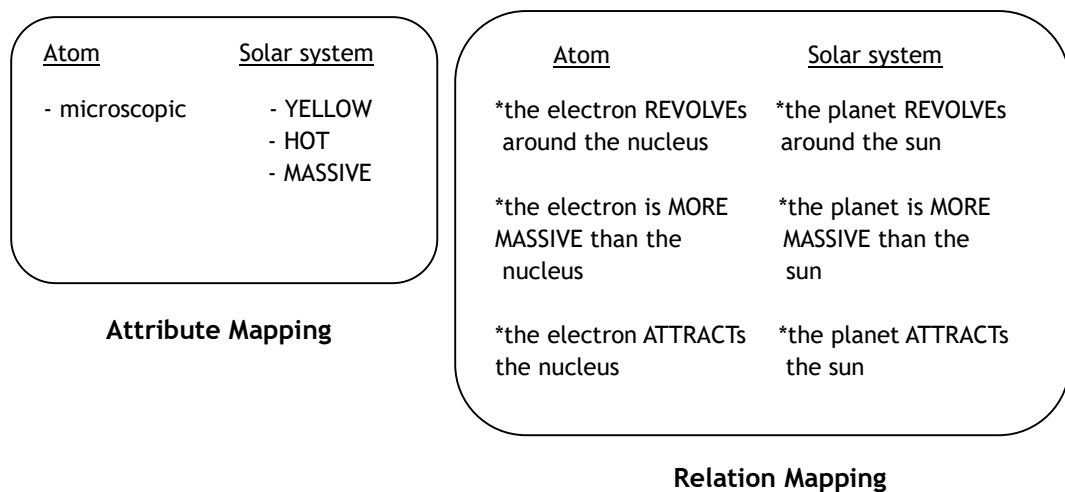 Atom
Solar system
- microscopic
- YELLOW
- HOT
- MASSIVE
Attribute Mapping
Atom
Solar system
*the electron REVOLVEs
around the nucleus
*the planet REVOLVEs
around the sun
*the electron is MORE
MASSIVE than the
nucleus
*the planet is MORE
MASSIVE than the
sun
*the electron ATTRACTs
the nucleus
*the planet ATTRACTs
the sun
Relation Mapping